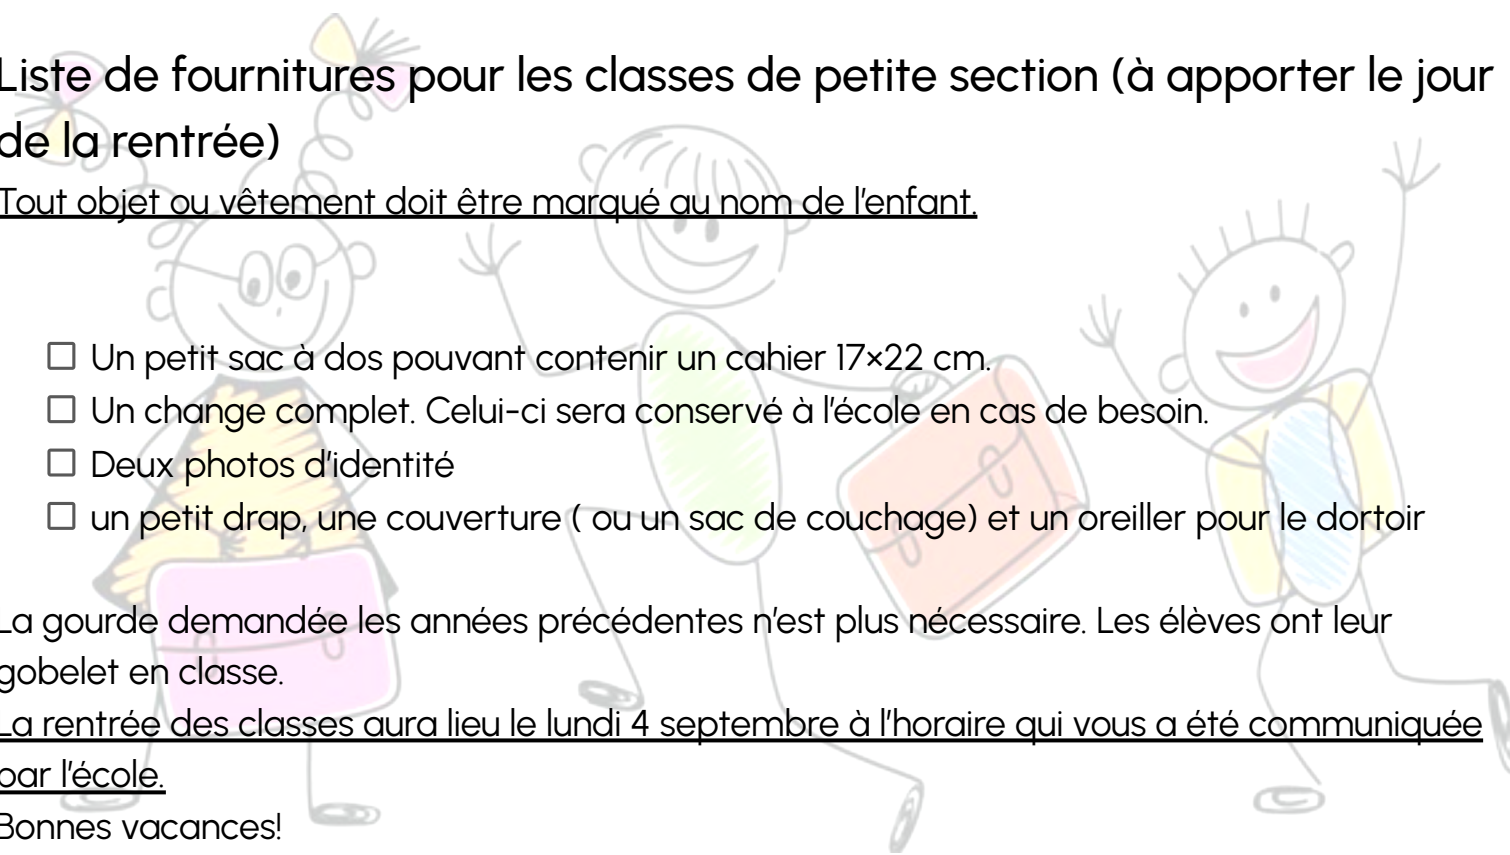 Liste de fournitures pour les classes de petite section (à apporter le jour
de la rentrée)
Tout objet ou vêtement doit être marqué au nom de l'enfant.
☐ Un petit sac à dos pouvant contenir un cahier 17×22 cm.
☐ Un change complet. Celui-ci sera conservé à l'école en cas de besoin.
☐ Deux photos d'identité
☐ un petit drap, une couverture ( ou un sac de couchage) et un oreiller pour le dortoir
La gourde demandée les années précédentes n'est plus nécessaire. Les élèves ont leur
gobelet en classe.
La rentrée des classes aura lieu le lundi 4 septembre à l'horaire qui vous a été communiquée
par l'école.
Bonnes vacances!